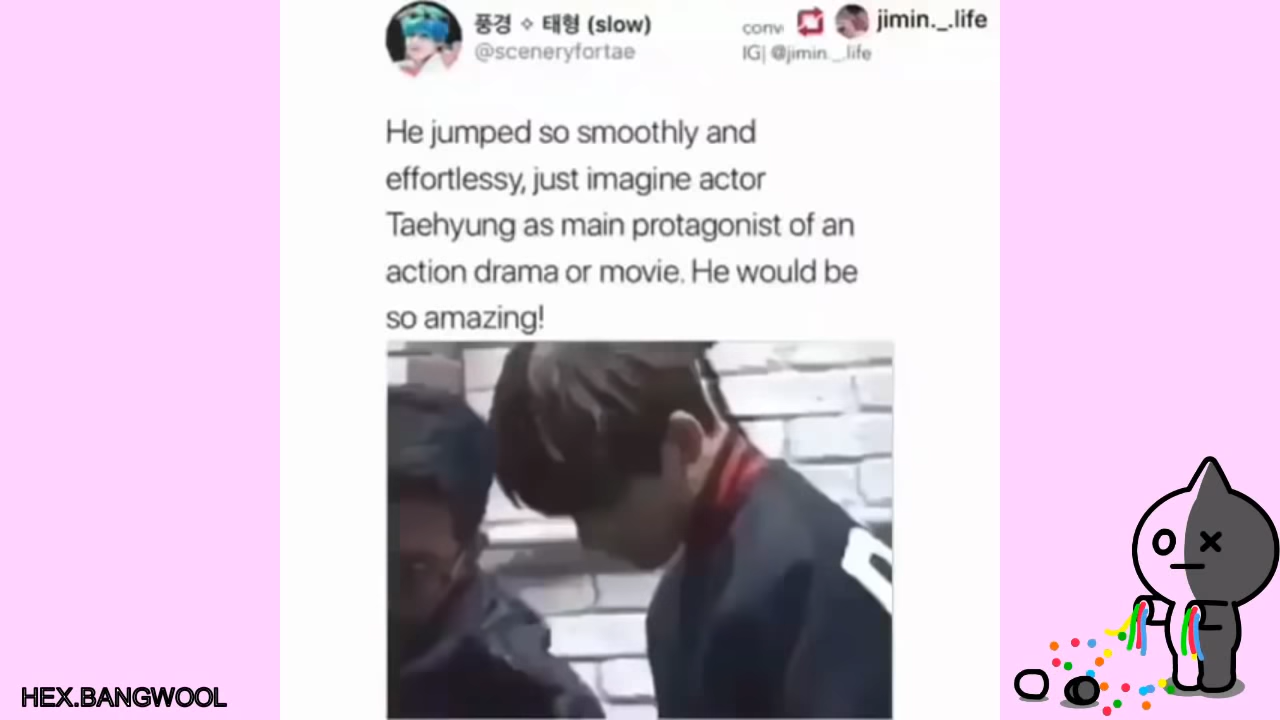 풍경 ✧ 태형 (slow)
@sceneryfortae
conv
jimin._.life
IG| @jimin._.life
He jumped so smoothly and
effortlessy, just imagine actor
Taehyung as main protagonist of an
action drama or movie. He would be
so amazing!
HEX.BANGWOOL